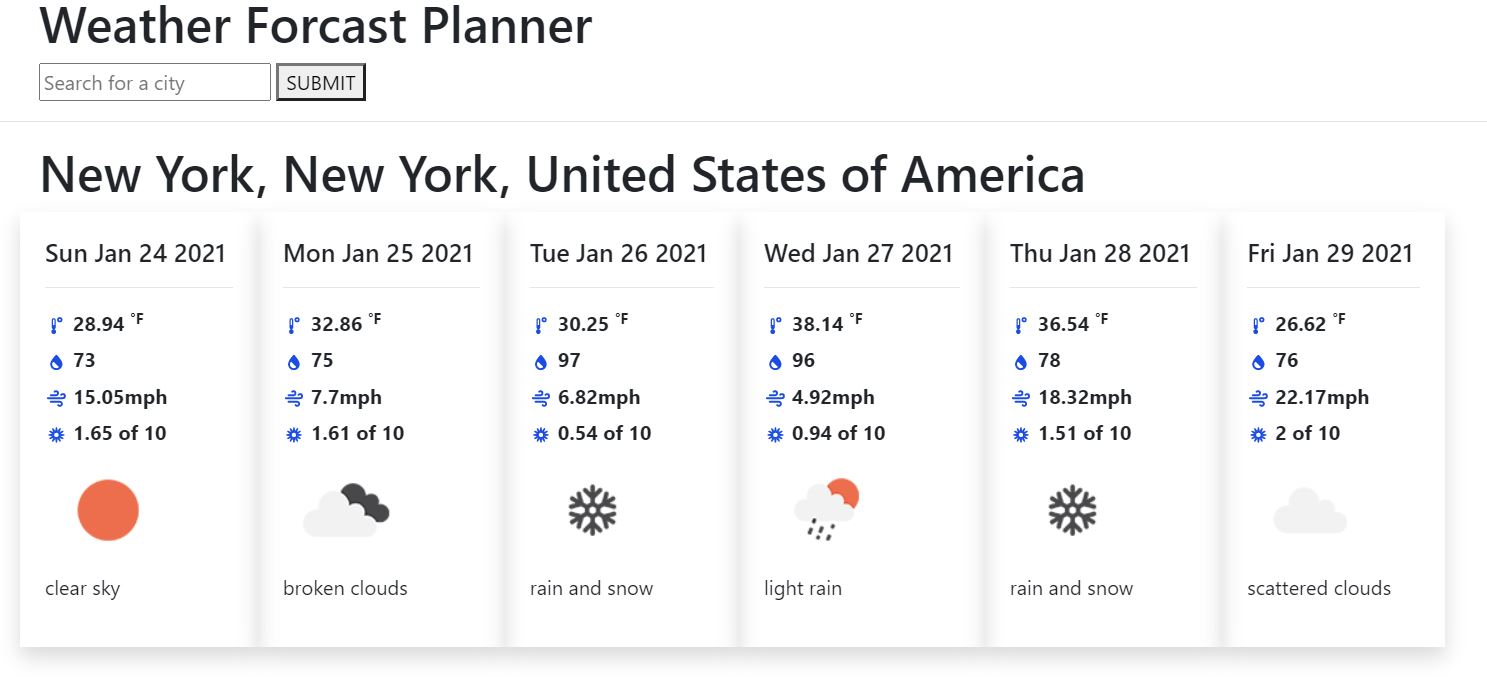 Weather Forcast Planner
Search for a city
SUBMIT
New York, New York, United States of America
Sun Jan 24 2021
28.94 °F
73
15.05mph
1.65 of 10
clear sky
Mon Jan 25 2021
32.86 °F
75
7.7mph
1.61 of 10
broken clouds
Tue Jan 26 2021
30.25 °F
97
6.82mph
0.54 of 10
rain and snow
Wed Jan 27 2021
38.14 °F
96
4.92mph
0.94 of 10
light rain
Thu Jan 28 2021
36.54 °F
78
18.32mph
1.51 of 10
rain and snow
Fri Jan 29 2021
26.62 °F
76
22.17mph
2 of 10
scattered clouds